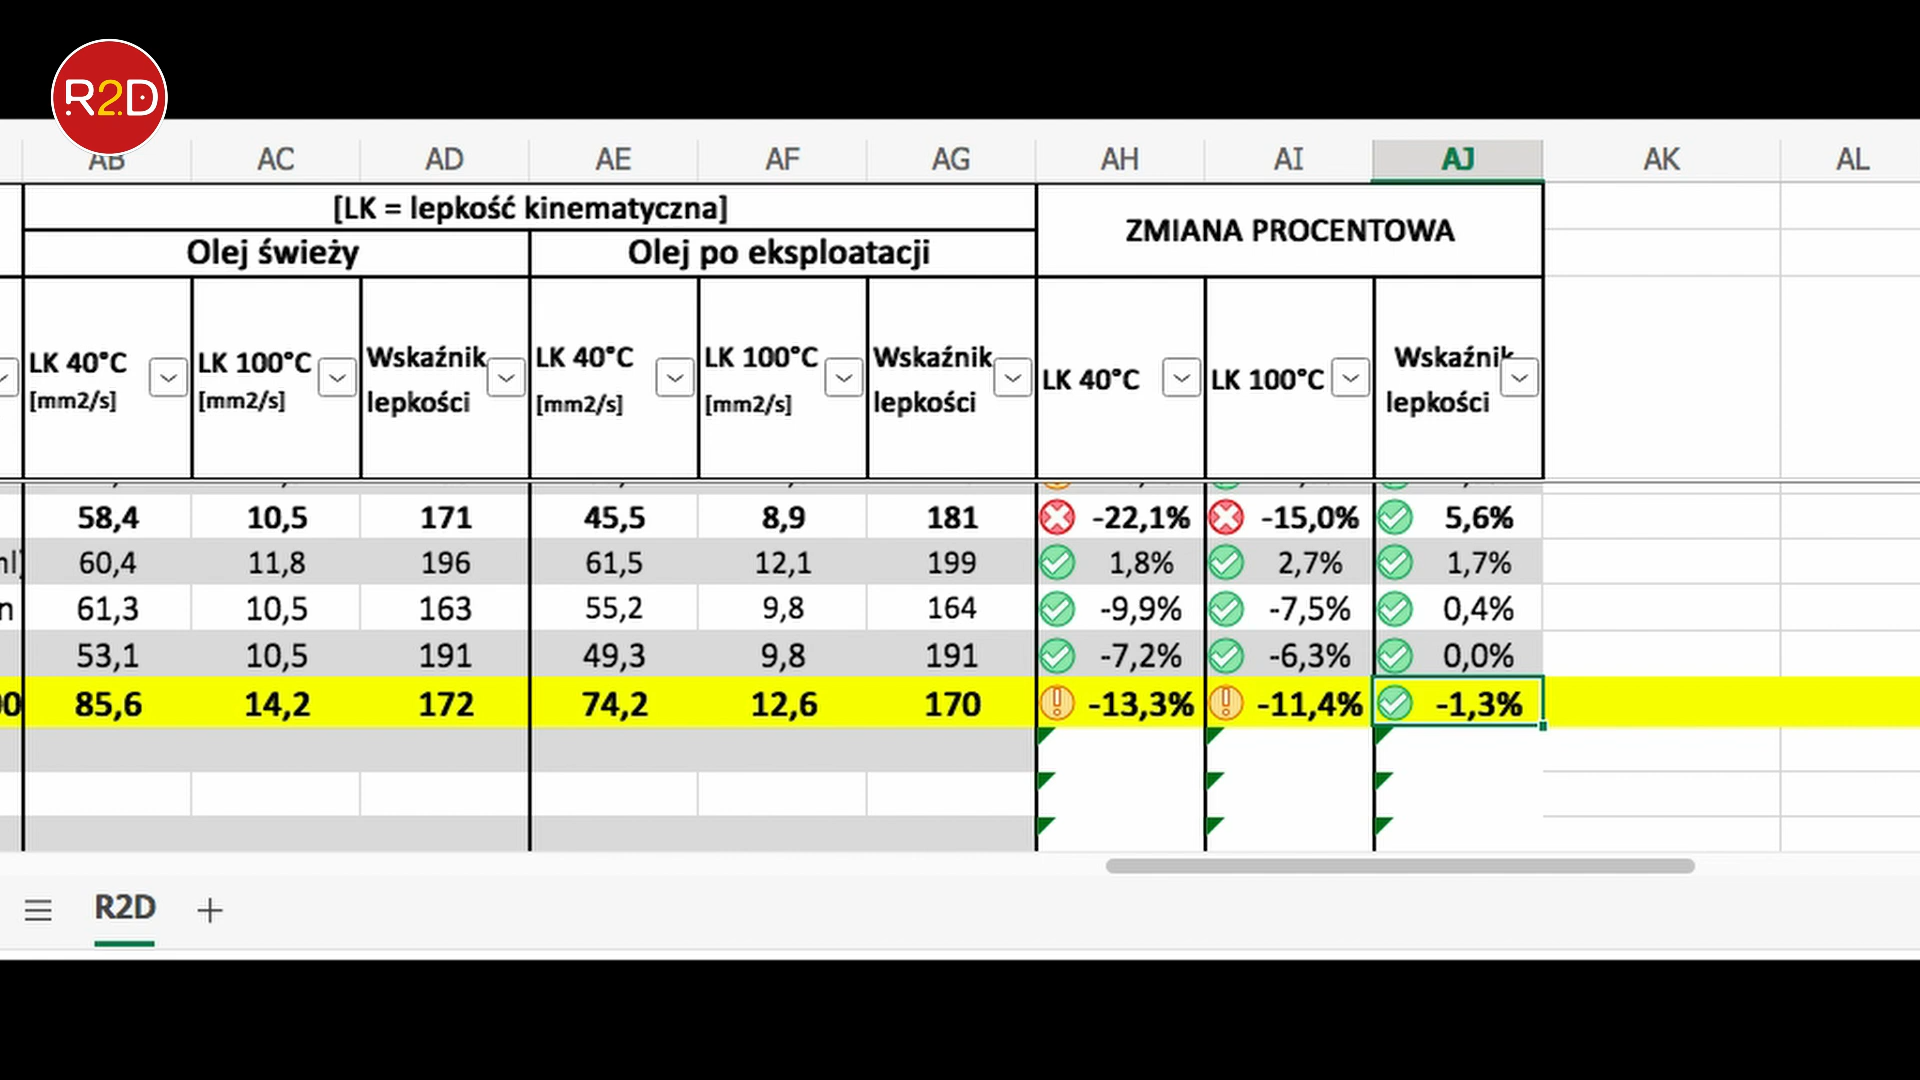 R2D
AB AC AD AE AF AG AH AI AJ AK AL
[LK = lepkość kinematyczna]
ZMIANA PROCENTOWA
Olej świeży Olej po eksploatacji
LK 40°C [mm2/s]
LK 100°C [mm2/s]
Wskaźnik lepkości
LK 40°C [mm2/s]
LK 100°C [mm2/s]
Wskaźnik lepkości
LK 40°C
LK 100°C
Wskaźnik lepkości
58,4 10,5 171 45,5 8,9 181 -22,1% -15,0% 5,6%
60,4 11,8 196 61,5 12,1 199 1,8% 2,7% 1,7%
61,3 10,5 163 55,2 9,8 164 -9,9% -7,5% 0,4%
53,1 10,5 191 49,3 9,8 191 -7,2% -6,3% 0,0%
85,6 14,2 172 74,2 12,6 170 -13,3% -11,4% -1,3%
R2D